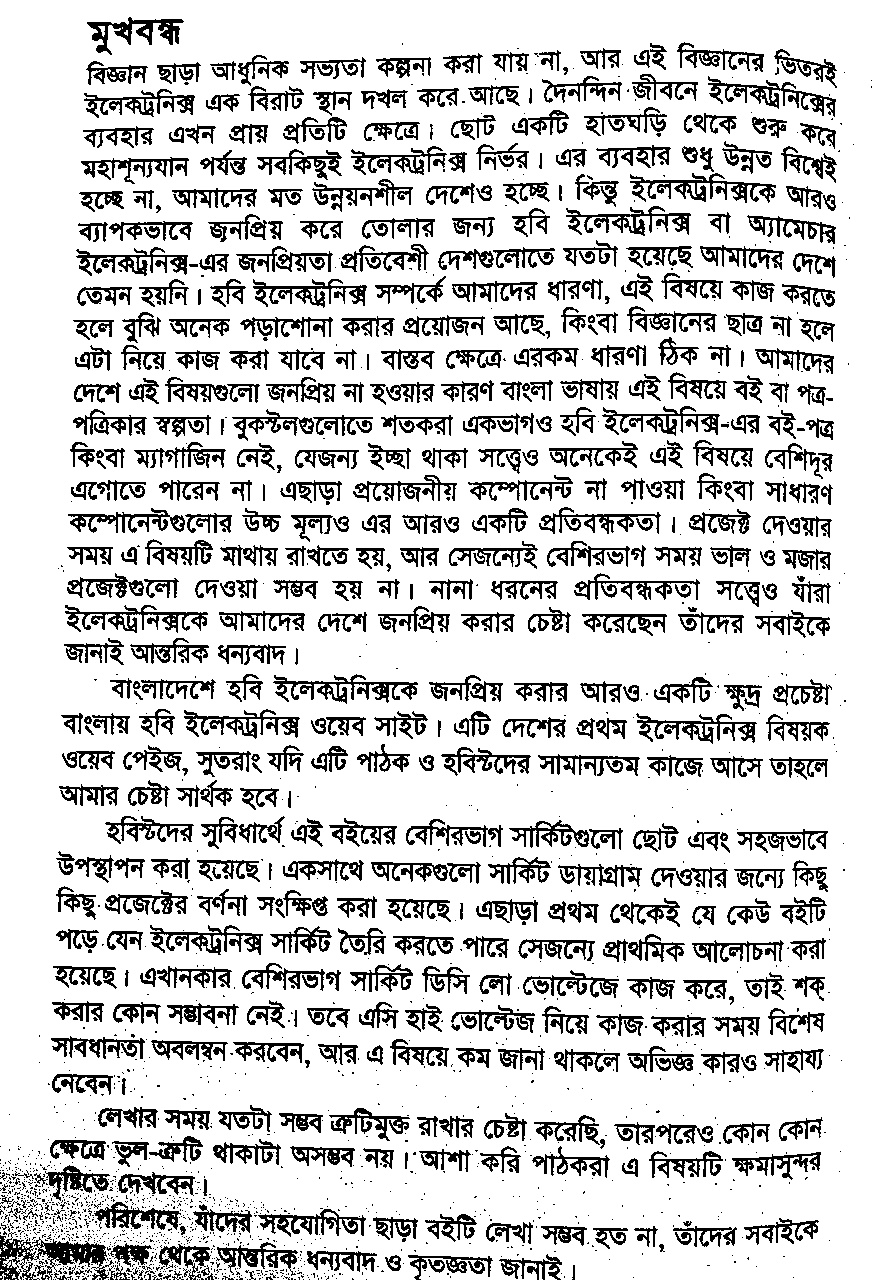 মুখবন্ধ
বিজ্ঞান ছাড়া আধুনিক সভ্যতা কল্পনা করা যায় না, আর এই বিজ্ঞানের ভিতরই
ইলেকট্রনিক্স এক বিরাট স্থান দখল করে আছে। দৈনন্দিন জীবনে ইলেকট্রনিক্সের
ব্যবহার এখন প্রায় প্রতিটি ক্ষেত্রে। ছোট একটি হাতঘড়ি থেকে শুরু করে
মহাশূন্যযান পর্যন্ত সবকিছুই ইলেকট্রনিক্স নির্ভর। এর ব্যবহার শুধু উন্নত বিশ্বেই
হচ্ছে না, আমাদের মত উন্নয়নশীল দেশেও হচ্ছে। কিন্তু ইলেকট্রনিক্সকে আরও
ব্যাপকভাবে জনপ্রিয় করে তোলার জন্য হবি ইলেকট্রনিক্স বা অ্যামেচার
ইলেকট্রনিক্স-এর জনপ্রিয়তা প্রতিবেশী দেশগুলোতে যতটা হয়েছে আমাদের দেশে
তেমন হয়নি। হবি ইলেকট্রনিক্স সম্পর্কে আমাদের ধারণা, এই বিষয়ে কাজ করতে
হলে বুঝি অনেক পড়াশোনা করার প্রয়োজন আছে, কিংবা বিজ্ঞানের ছাত্র না হলে
এটা নিয়ে কাজ করা যাবে না। বাস্তব ক্ষেত্রে এরকম ধারণা ঠিক না। আমাদের
দেশে এই বিষয়গুলো জনপ্রিয় না হওয়ার কারণ বাংলা ভাষায় এই বিষয়ে বই বা পত্র-
পত্রিকার স্বল্পতা। বুকস্টলগুলোতে শতকরা একভাগও হবি ইলেকট্রনিক্স-এর বই-পত্র
কিংবা ম্যাগাজিন নেই, যেজন্য ইচ্ছা থাকা সত্ত্বেও অনেকেই এই বিষয়ে বেশিদূর
এগোতে পারেন না। এছাড়া প্রয়োজনীয় কম্পোনেন্ট না পাওয়া কিংবা সাধারণ
কম্পোনেন্টগুলোর উচ্চ মূল্যও এর আরও একটি প্রতিবন্ধকতা। প্রজেক্ট দেওয়ার
সময় এ বিষয়টি মাথায় রাখতে হয়, আর সেজন্যেই বেশিরভাগ সময় ভাল ও মজার
প্রজেক্টগুলো দেওয়া সম্ভব হয় না। নানা ধরনের প্রতিবন্ধকতা সত্ত্বেও যাঁরা
ইলেকট্রনিক্সকে আমাদের দেশে জনপ্রিয় করার চেষ্টা করেছেন তাঁদের সবাইকে
জানাই আন্তরিক ধন্যবাদ।
বাংলাদেশে হবি ইলেকট্রনিক্সকে জনপ্রিয় করার আরও একটি ক্ষুদ্র প্রচেষ্টা
বাংলায় হবি ইলেকট্রনিক্স ওয়েব সাইট। এটি দেশের প্রথম ইলেকট্রনিক্স বিষয়ক
ওয়েব পেইজ, সুতরাং যদি এটি পাঠক ও হবিস্টদের সামান্যতম কাজে আসে তাহলে
আমার চেষ্টা সার্থক হবে।
হবিস্টদের সুবিধার্থে এই বইয়ের বেশিরভাগ সার্কিটগুলো ছোট এবং সহজভাবে
উপস্থাপন করা হয়েছে। একসাথে অনেকগুলো সার্কিট ডায়াগ্রাম দেওয়ার জন্যে কিছু
কিছু প্রজেক্টের বর্ণনা সংক্ষিপ্ত করা হয়েছে। এছাড়া প্রথম থেকেই যে কেউ বইটি
পড়ে যেন ইলেকট্রনিক্স সার্কিট তৈরি করতে পারে সেজন্যে প্রাথমিক আলোচনা করা
হয়েছে। এখানকার বেশিরভাগ সার্কিট ডিসি লো ভোল্টেজে কাজ করে, তাই শক্
করার কোন সম্ভাবনা নেই। তবে এসি হাই ভোল্টেজ নিয়ে কাজ করার সময় বিশেষ
সাবধানতা অবলম্বন করবেন, আর এ বিষয়ে কম জানা থাকলে অভিজ্ঞ কারও সাহায্য
নেবেন।
লেখার সময় যতটা সম্ভব ত্রুটিমুক্ত রাখার চেষ্টা করেছি, তারপরেও কোন কোন
ক্ষেত্রে ভুল-ত্রুটি থাকাটা অসম্ভব নয়। আশা করি পাঠকরা এ বিষয়টি ক্ষমাসুন্দর
দৃষ্টিতে দেখবেন।
পরিশেষে, যাঁদের সহযোগিতা ছাড়া বইটি লেখা সম্ভব হত না, তাঁদের সবাইকে
আমার পক্ষ থেকে আন্তরিক ধন্যবাদ ও কৃতজ্ঞতা জানাই।